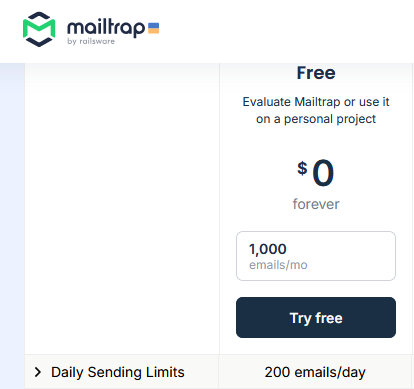 mailtrap
by railsware
Free
Evaluate Mailtrap or use it
on a personal project
$0
forever
1,000
emails/mo
Try free
Daily Sending Limits 200 emails/day